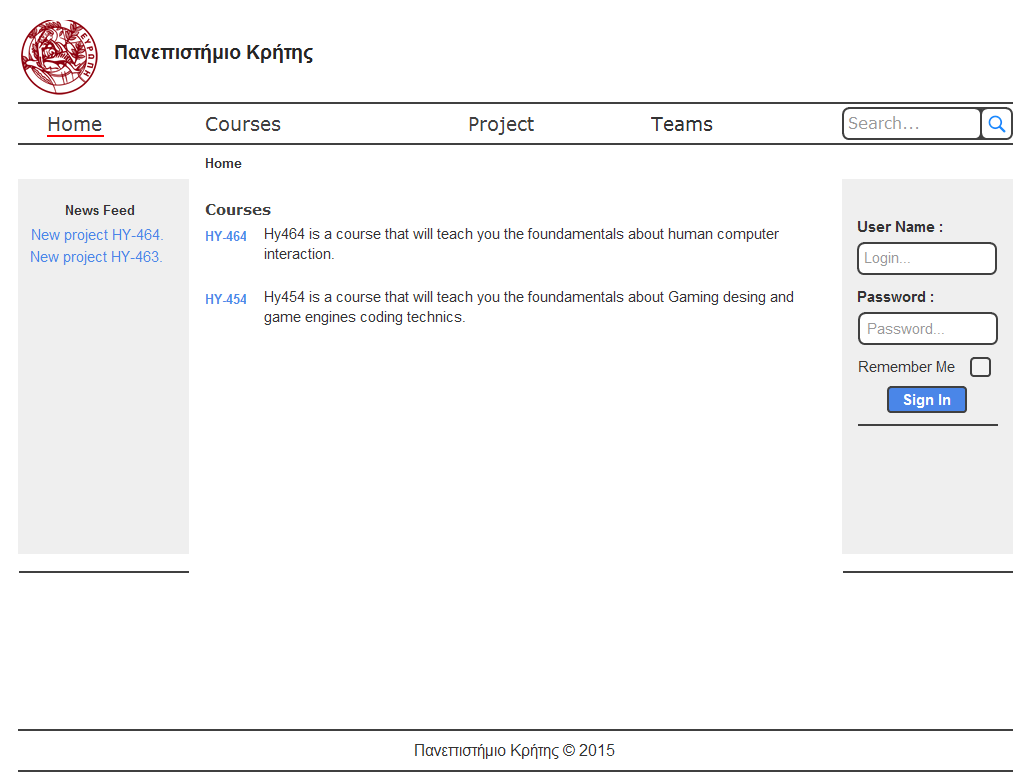 ΕΥΡΩΠΗ
Πανεπιστήμιο Κρήτης
Home
Courses
Project
Teams
Search...
Home
News Feed
New project HY-464.
New project HY-463.
Courses
HY-464
Hy464 is a course that will teach you the foundamentals about human computer
interaction.
HY-454
Hy454 is a course that will teach you the foundamentals about Gaming desing and
game engines coding technics.
User Name :
Login...
Password :
Password...
Remember Me
Sign In
Πανεπιστήμιο Κρήτης © 2015